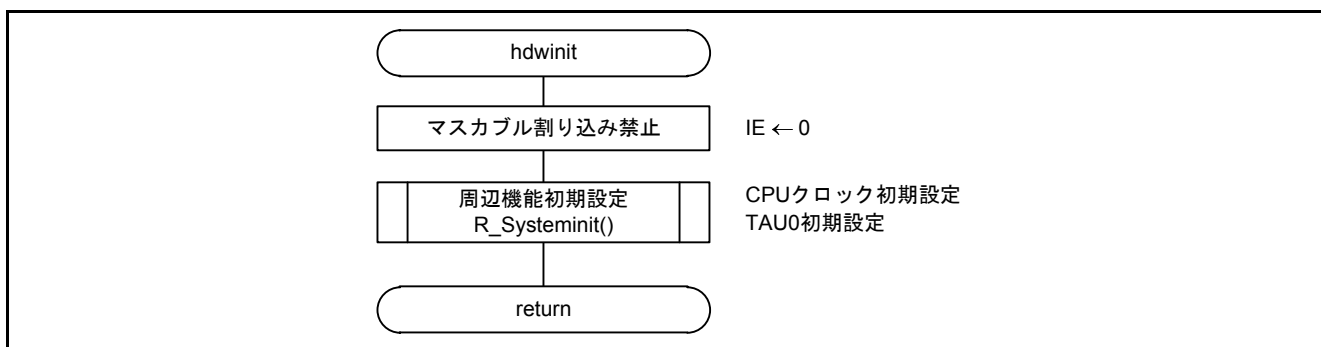 hdwinit
マスカブル割り込み禁止
IE ← 0
周辺機能初期設定
R_Systeminit()
CPUクロック初期設定
TAU0初期設定
return